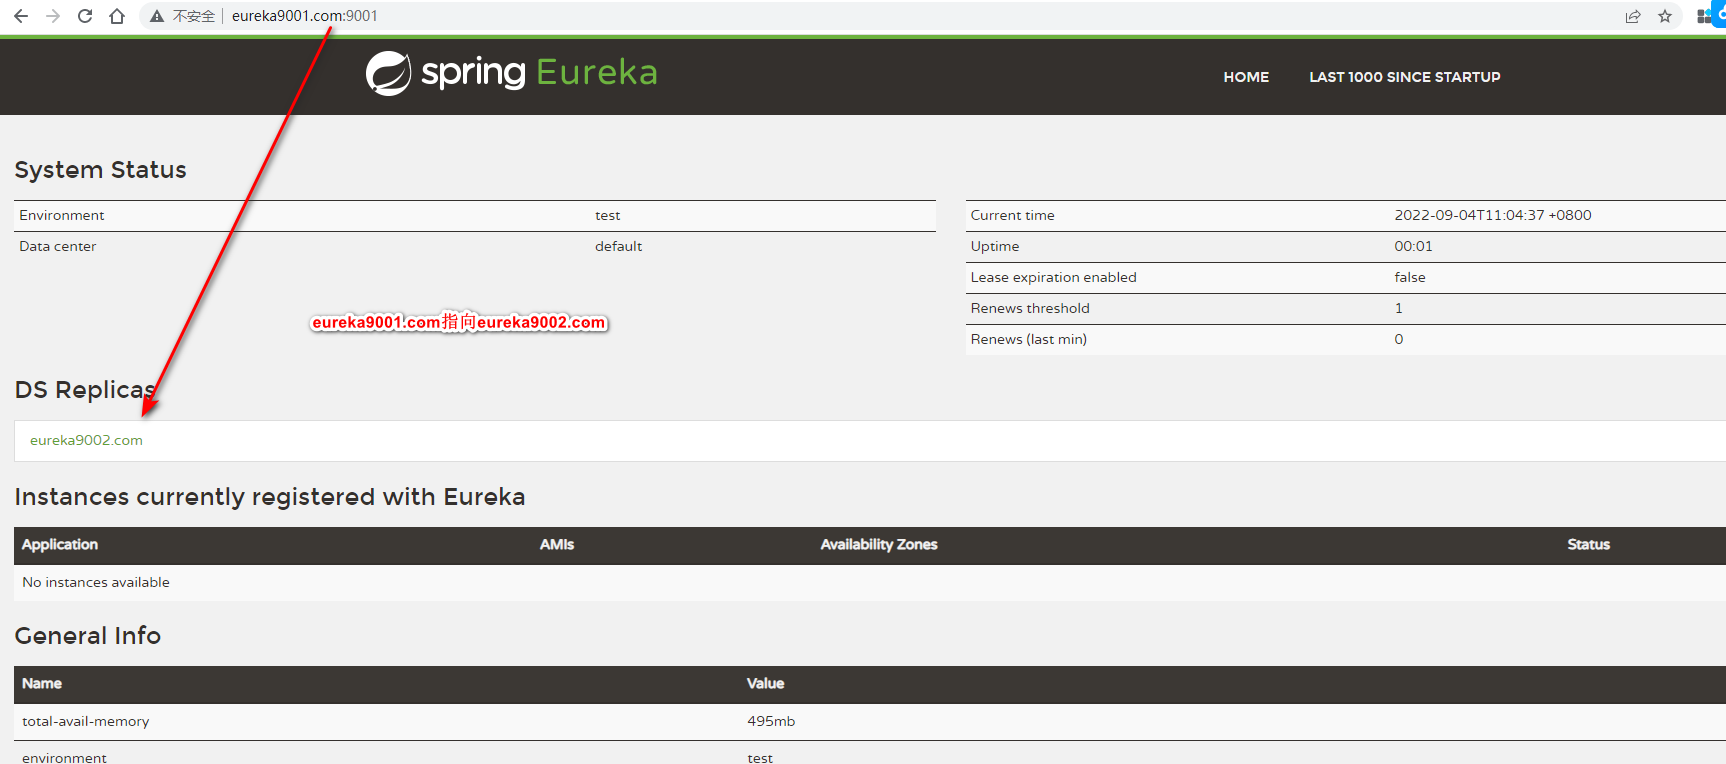 不安全 eureka9001.com:9001
spring Eureka
HOME LAST 1000 SINCE STARTUP
System Status
Environment test
Data center default
Current time 2022-09-04T11:04:37 +0800
Uptime 00:01
Lease expiration enabled false
Renews threshold 1
Renews (last min) 0
eureka9001.com指向eureka9002.com
DS Replicas
eureka9002.com
Instances currently registered with Eureka
Application AMIs Availability Zones Status
No instances available
General Info
Name Value
total-avail-memory 495mb
environment test